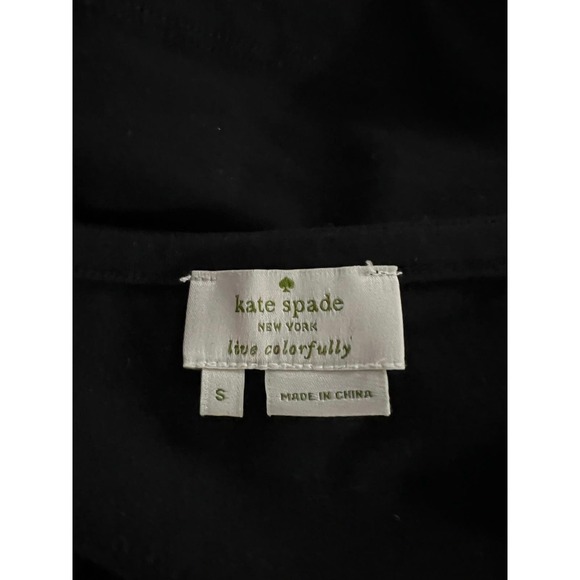 kate spade
NEW YORK
live colorfully
S
MADE IN CHINA